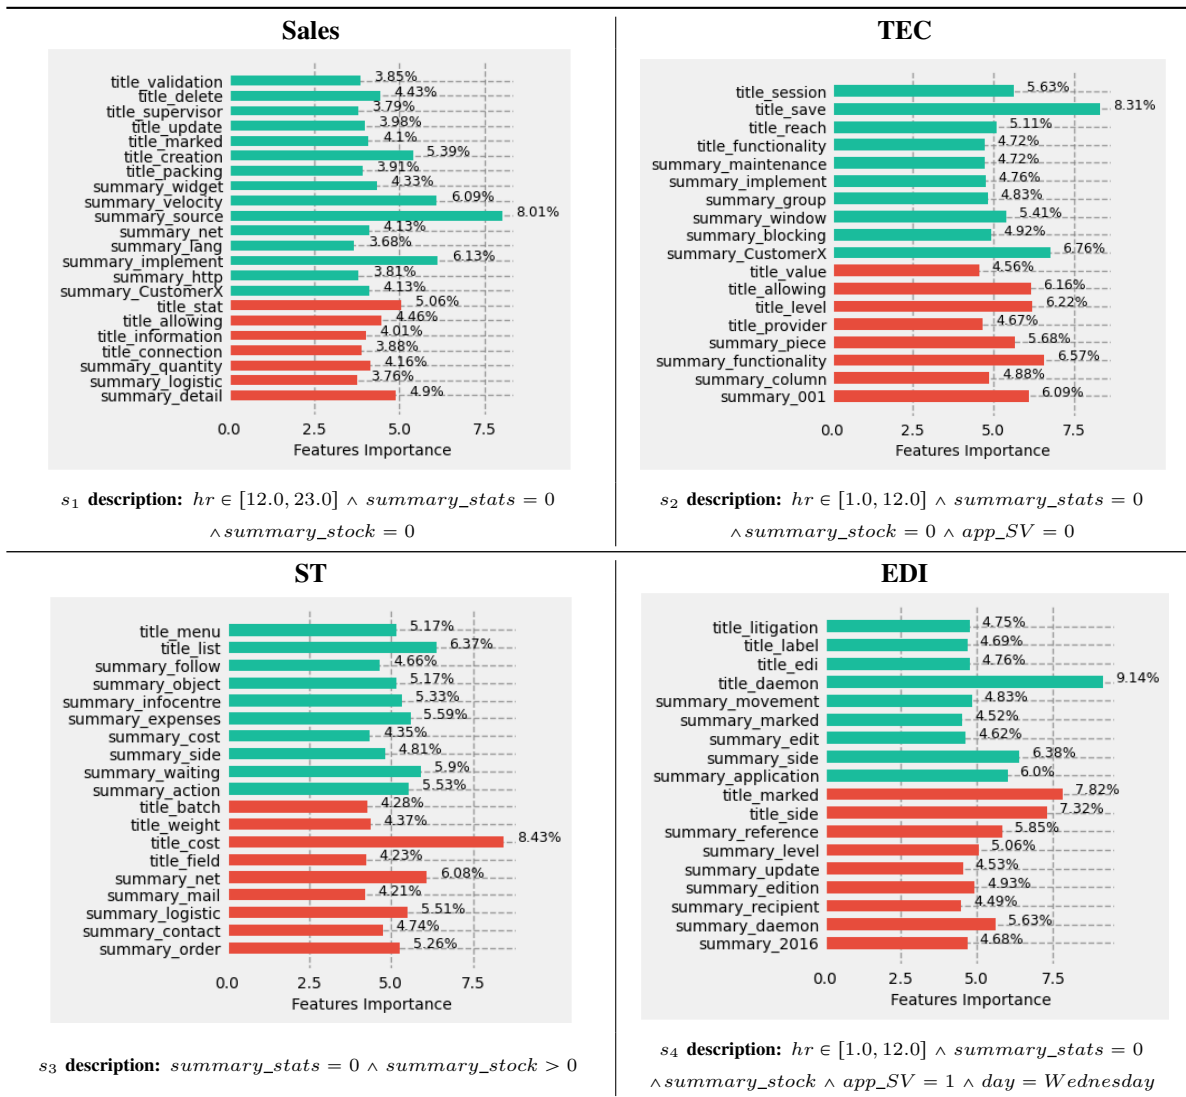 Sales
title_validation 3.85%
title_delete 4.43%
title_supervisor 3.79%
title_update 3.98%
title_marked 4.1%
title_creation 5.39%
title_packing 3.91%
summary_widget 4.33%
summary_velocity 6.09%
summary_source 8.01%
summary_net 4.13%
summary_lang 3.68%
summary_implement 6.13%
summary_http 3.81%
summary_CustomerX 4.13%
title_stat 5.06%
title_allowing 4.46%
title_information 4.01%
title_connection 3.88%
summary_quantity 4.16%
summary_logistic 3.76%
summary_detail 4.9%
0.0 2.5 5.0 7.5
Features Importance
s₁ description: hr ∈ [12.0, 23.0] ∧ summary_stats = 0
∧ summary_stock = 0
TEC
title_session 5.63%
title_save 8.31%
title_reach 5.11%
title_functionality 4.72%
summary_maintenance 4.72%
summary_implement 4.76%
summary_group 4.83%
summary_window 5.41%
summary_blocking 4.92%
summary_CustomerX 6.76%
title_value 4.56%
title_allowing 6.16%
title_level 6.22%
title_provider 4.67%
summary_piece 5.68%
summary_functionality 6.57%
summary_column 4.88%
summary_001 6.09%
0.0 2.5 5.0 7.5
Features Importance
s₂ description: hr ∈ [1.0, 12.0] ∧ summary_stats = 0
∧ summary_stock = 0 ∧ app_SV = 0
ST
title_menu 5.17%
title_list 6.37%
summary_follow 4.66%
summary_object 5.17%
summary_infocentre 5.33%
summary_expenses 5.59%
summary_cost 4.35%
summary_side 4.81%
summary_waiting 5.9%
summary_action 5.53%
title_batch 4.28%
title_weight 4.37%
title_cost 8.43%
title_field 4.23%
summary_net 6.08%
summary_mail 4.21%
summary_logistic 5.51%
summary_contact 4.74%
summary_order 5.26%
0.0 2.5 5.0 7.5
Features Importance
s₃ description: summary_stats = 0 ∧ summary_stock > 0
EDI
title_litigation 4.75%
title_label 4.69%
title_edi 4.76%
title_daemon 9.14%
summary_movement 4.83%
summary_marked 4.52%
summary_edit 4.62%
summary_side 6.38%
summary_application 6.0%
title_marked 7.82%
title_side 7.32%
summary_reference 5.85%
summary_level 5.06%
summary_update 4.53%
summary_edition 4.93%
summary_recipient 4.49%
summary_daemon 5.63%
summary_2016 4.68%
0.0 2.5 5.0 7.5
Features Importance
s₄ description: hr ∈ [1.0, 12.0] ∧ summary_stats = 0
∧ summary_stock ∧ app_SV = 1 ∧ day = Wednesday